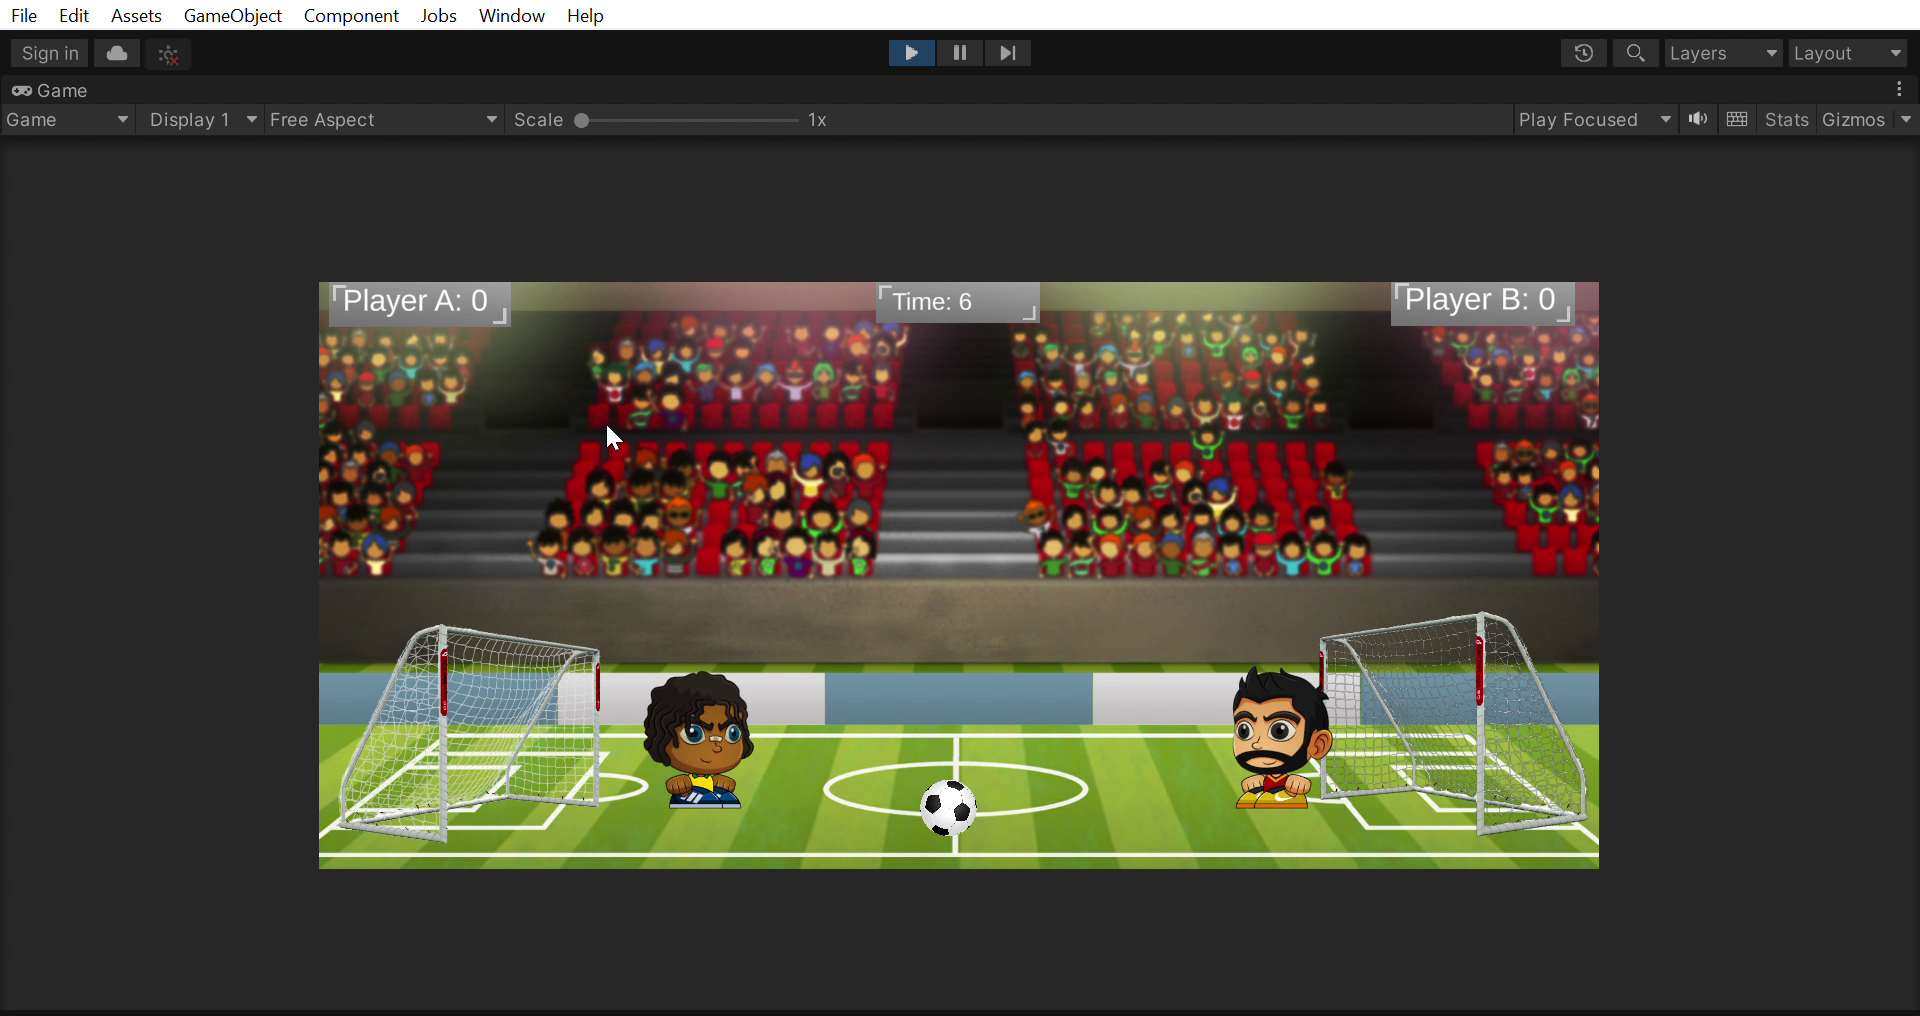 File Edit Assets GameObject Component Jobs Window Help
Sign in Layers Layout
Game
Game Display 1 Free Aspect Scale 1x Play Focused Stats Gizmos
Player A: 0 Time: 6 Player B: 0